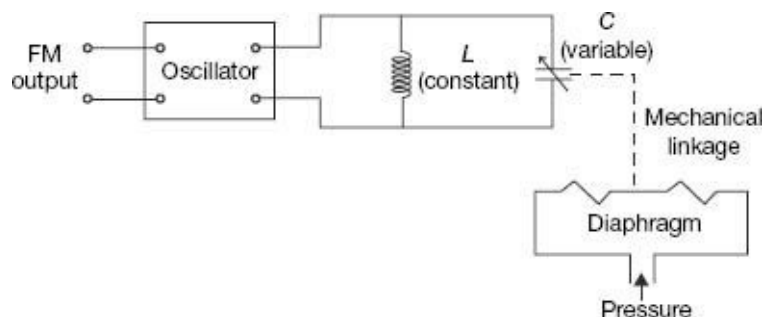 FM
output
Oscillator
L
(constant)
C
(variable)
Mechanical
linkage
Diaphragm
Pressure